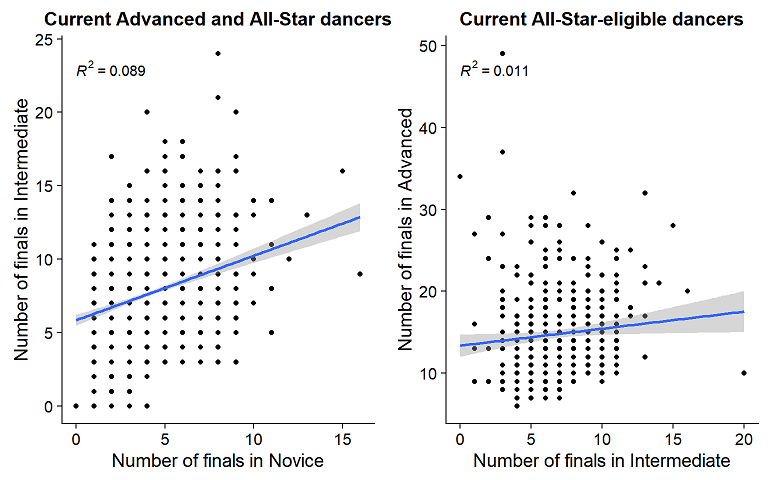 Current Advanced and All-Star dancers
R² = 0.089
Number of finals in Intermediate
25
20
15
10
5
0
0
5
10
15
Number of finals in Novice
Current All-Star-eligible dancers
R² = 0.011
Number of finals in Advanced
50
40
30
20
10
0
5
10
15
20
Number of finals in Intermediate